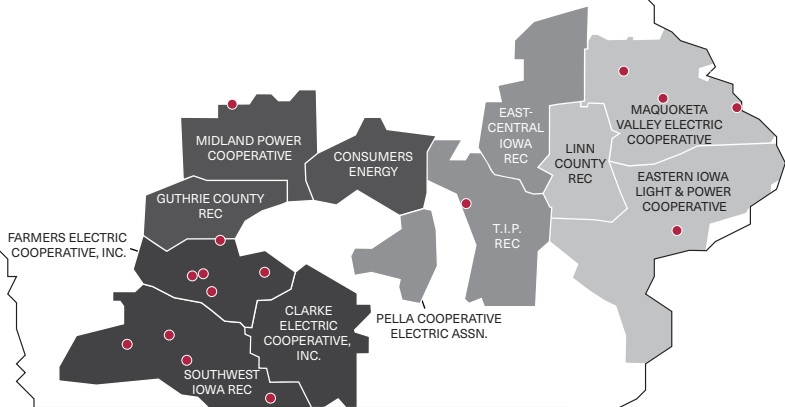 EAST-
CENTRAL
IOWA
REC
MAQUOKETA
VALLEY ELECTRIC
COOPERATIVE
MIDLAND POWER
COOPERATIVE
CONSUMERS
ENERGY
LINN
COUNTY
REC
EASTERN IOWA
LIGHT & POWER
COOPERATIVE
GUTHRIE COUNTY
REC
T.I.P.
REC
FARMERS ELECTRIC
COOPERATIVE, INC.
CLARKE
ELECTRIC
COOPERATIVE,
INC.
PELLA COOPERATIVE
ELECTRIC ASSN.
SOUTHWEST
IOWA REC